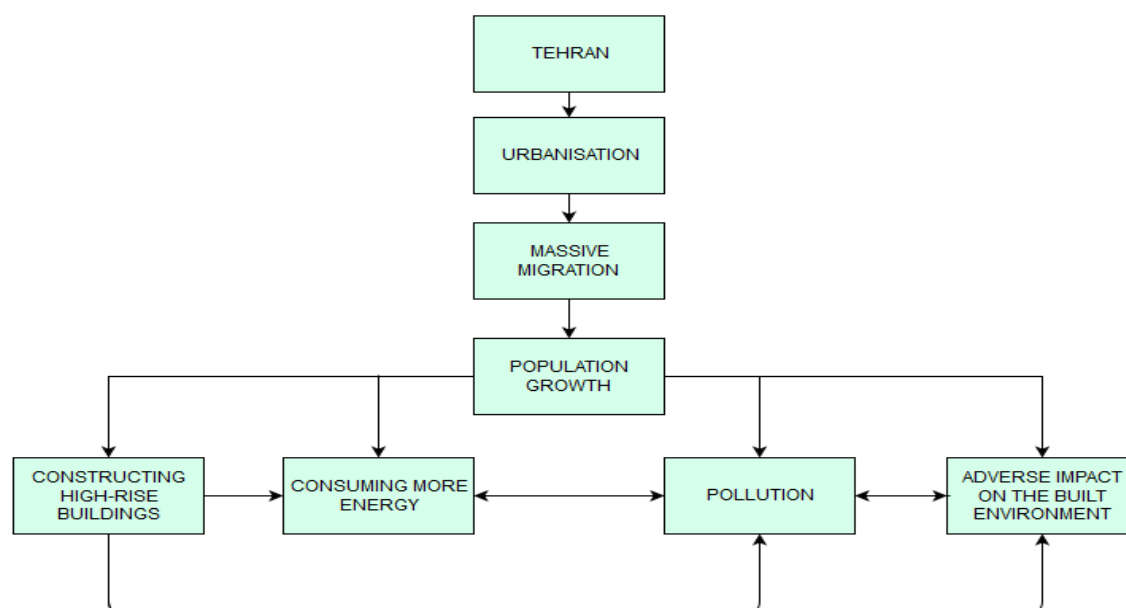 TEHRAN
URBANISATION
MASSIVE
MIGRATION
POPULATION
GROWTH
CONSTRUCTING
HIGH-RISE
BUILDINGS
CONSUMING MORE
ENERGY
POLLUTION
ADVERSE IMPACT
ON THE BUILT
ENVIRONMENT